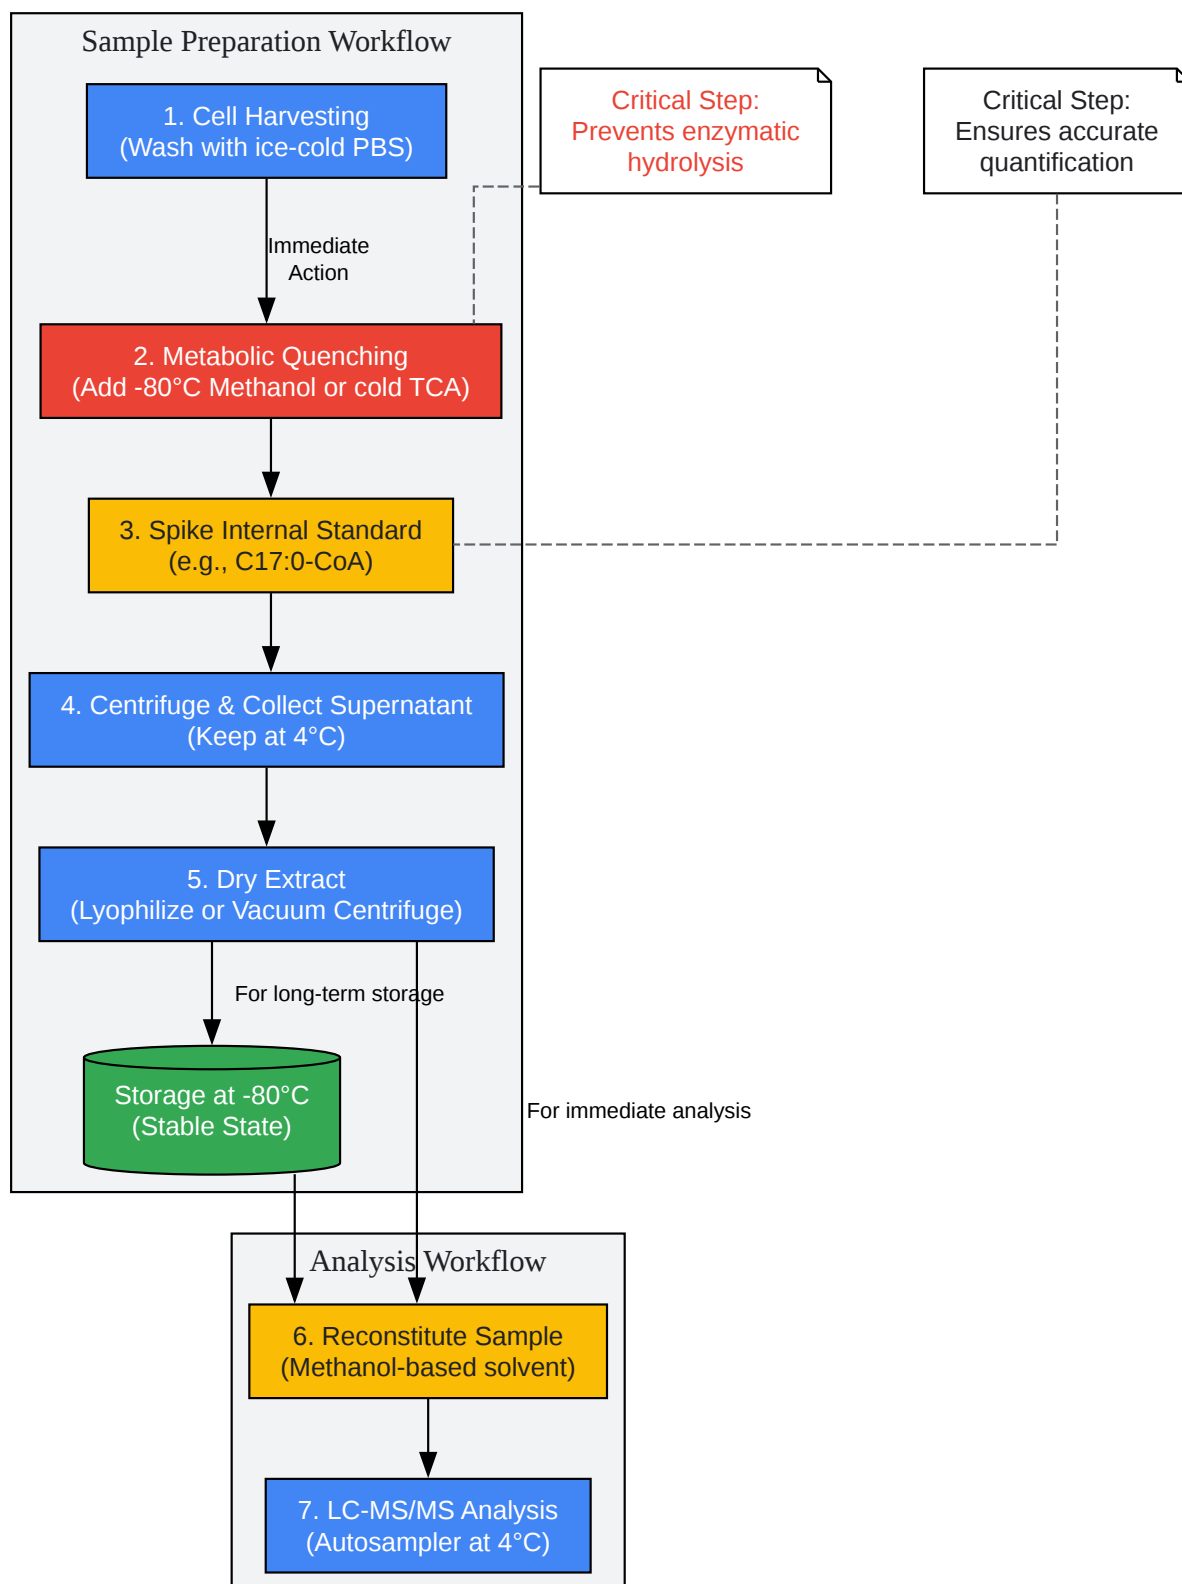 Sample Preparation Workflow
1. Cell Harvesting
(Wash with ice-cold PBS)
Critical Step:
Prevents enzymatic
hydrolysis
Critical Step:
Ensures accurate
quantification
Immediate
Action
2. Metabolic Quenching
(Add -80°C Methanol or cold TCA)
3. Spike Internal Standard
(e.g., C17:0-CoA)
4. Centrifuge & Collect Supernatant
(Keep at 4°C)
5. Dry Extract
(Lyophilize or Vacuum Centrifuge)
For long-term storage
Storage at -80°C
(Stable State)
For immediate analysis
Analysis Workflow
6. Reconstitute Sample
(Methanol-based solvent)
7. LC-MS/MS Analysis
(Autosampler at 4°C)